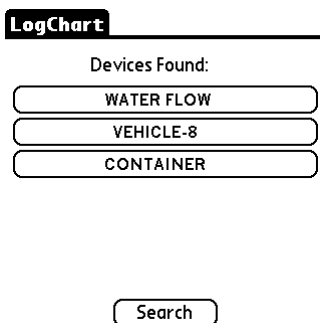 LogChart
Devices Found:
WATER FLOW
VEHICLE-8
CONTAINER
Search